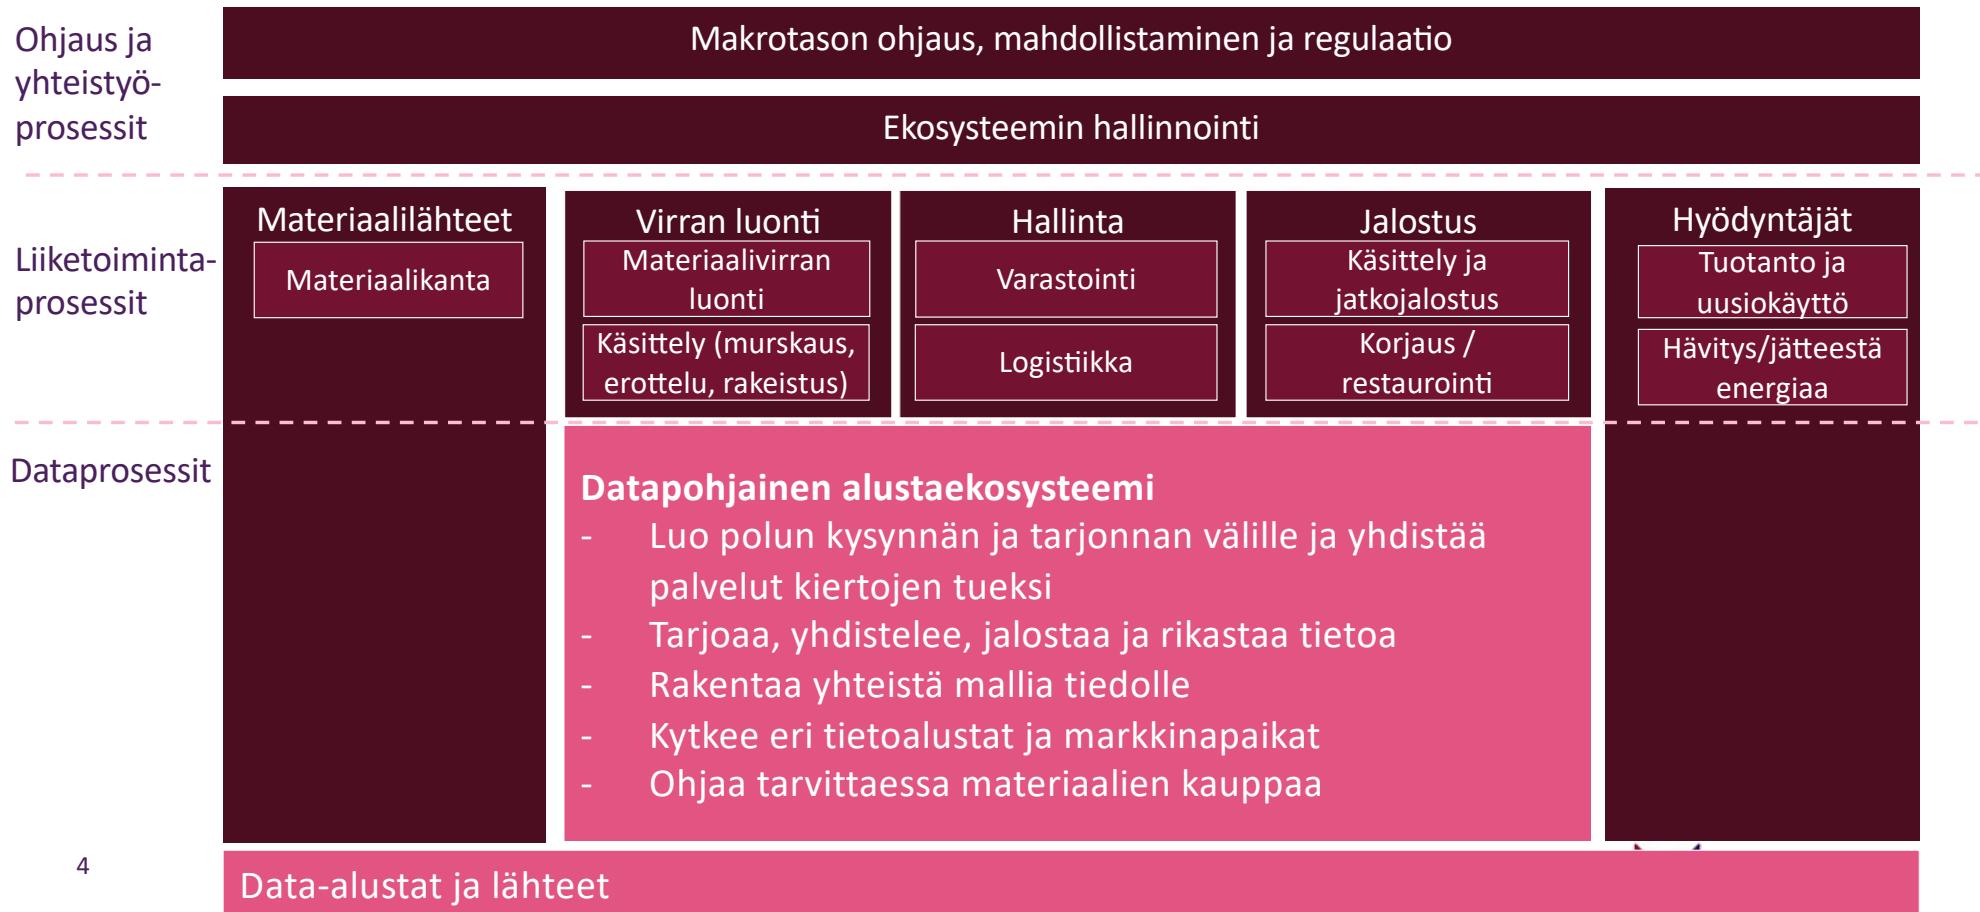 Ohjaus ja
yhteistyö-
prosessit
Makrotason ohjaus, mahdollistaminen ja regulaatio
Ekosysteemin hallinnointi
Liiketoiminta-
prosessit
Materiaalilähteet
Materiaalikanta
Virran luonti
Materiaalivirran
luonti
Käsittely (murskaus,
erottelu, rakeistus)
Hallinta
Varastointi
Logistiikka
Jalostus
Käsittely ja
jatkojalostus
Korjaus /
restaurointi
Hyödyntäjät
Tuotanto ja
uusiokäyttö
Hävitys/jätteestä
energiaa
Dataprosessit
Datapohjainen alustaekosysteemi
- Luo polun kysynnän ja tarjonnan välille ja yhdistää
palvelut kiertojen tueksi
- Tarjoaa, yhdistelee, jalostaa ja rikastaa tietoa
- Rakentaa yhteistä mallia tiedolle
- Kytkee eri tietoalustat ja markkinapaikat
- Ohjaa tarvittaessa materiaalien kauppaa
4
Data-alustat ja lähteet